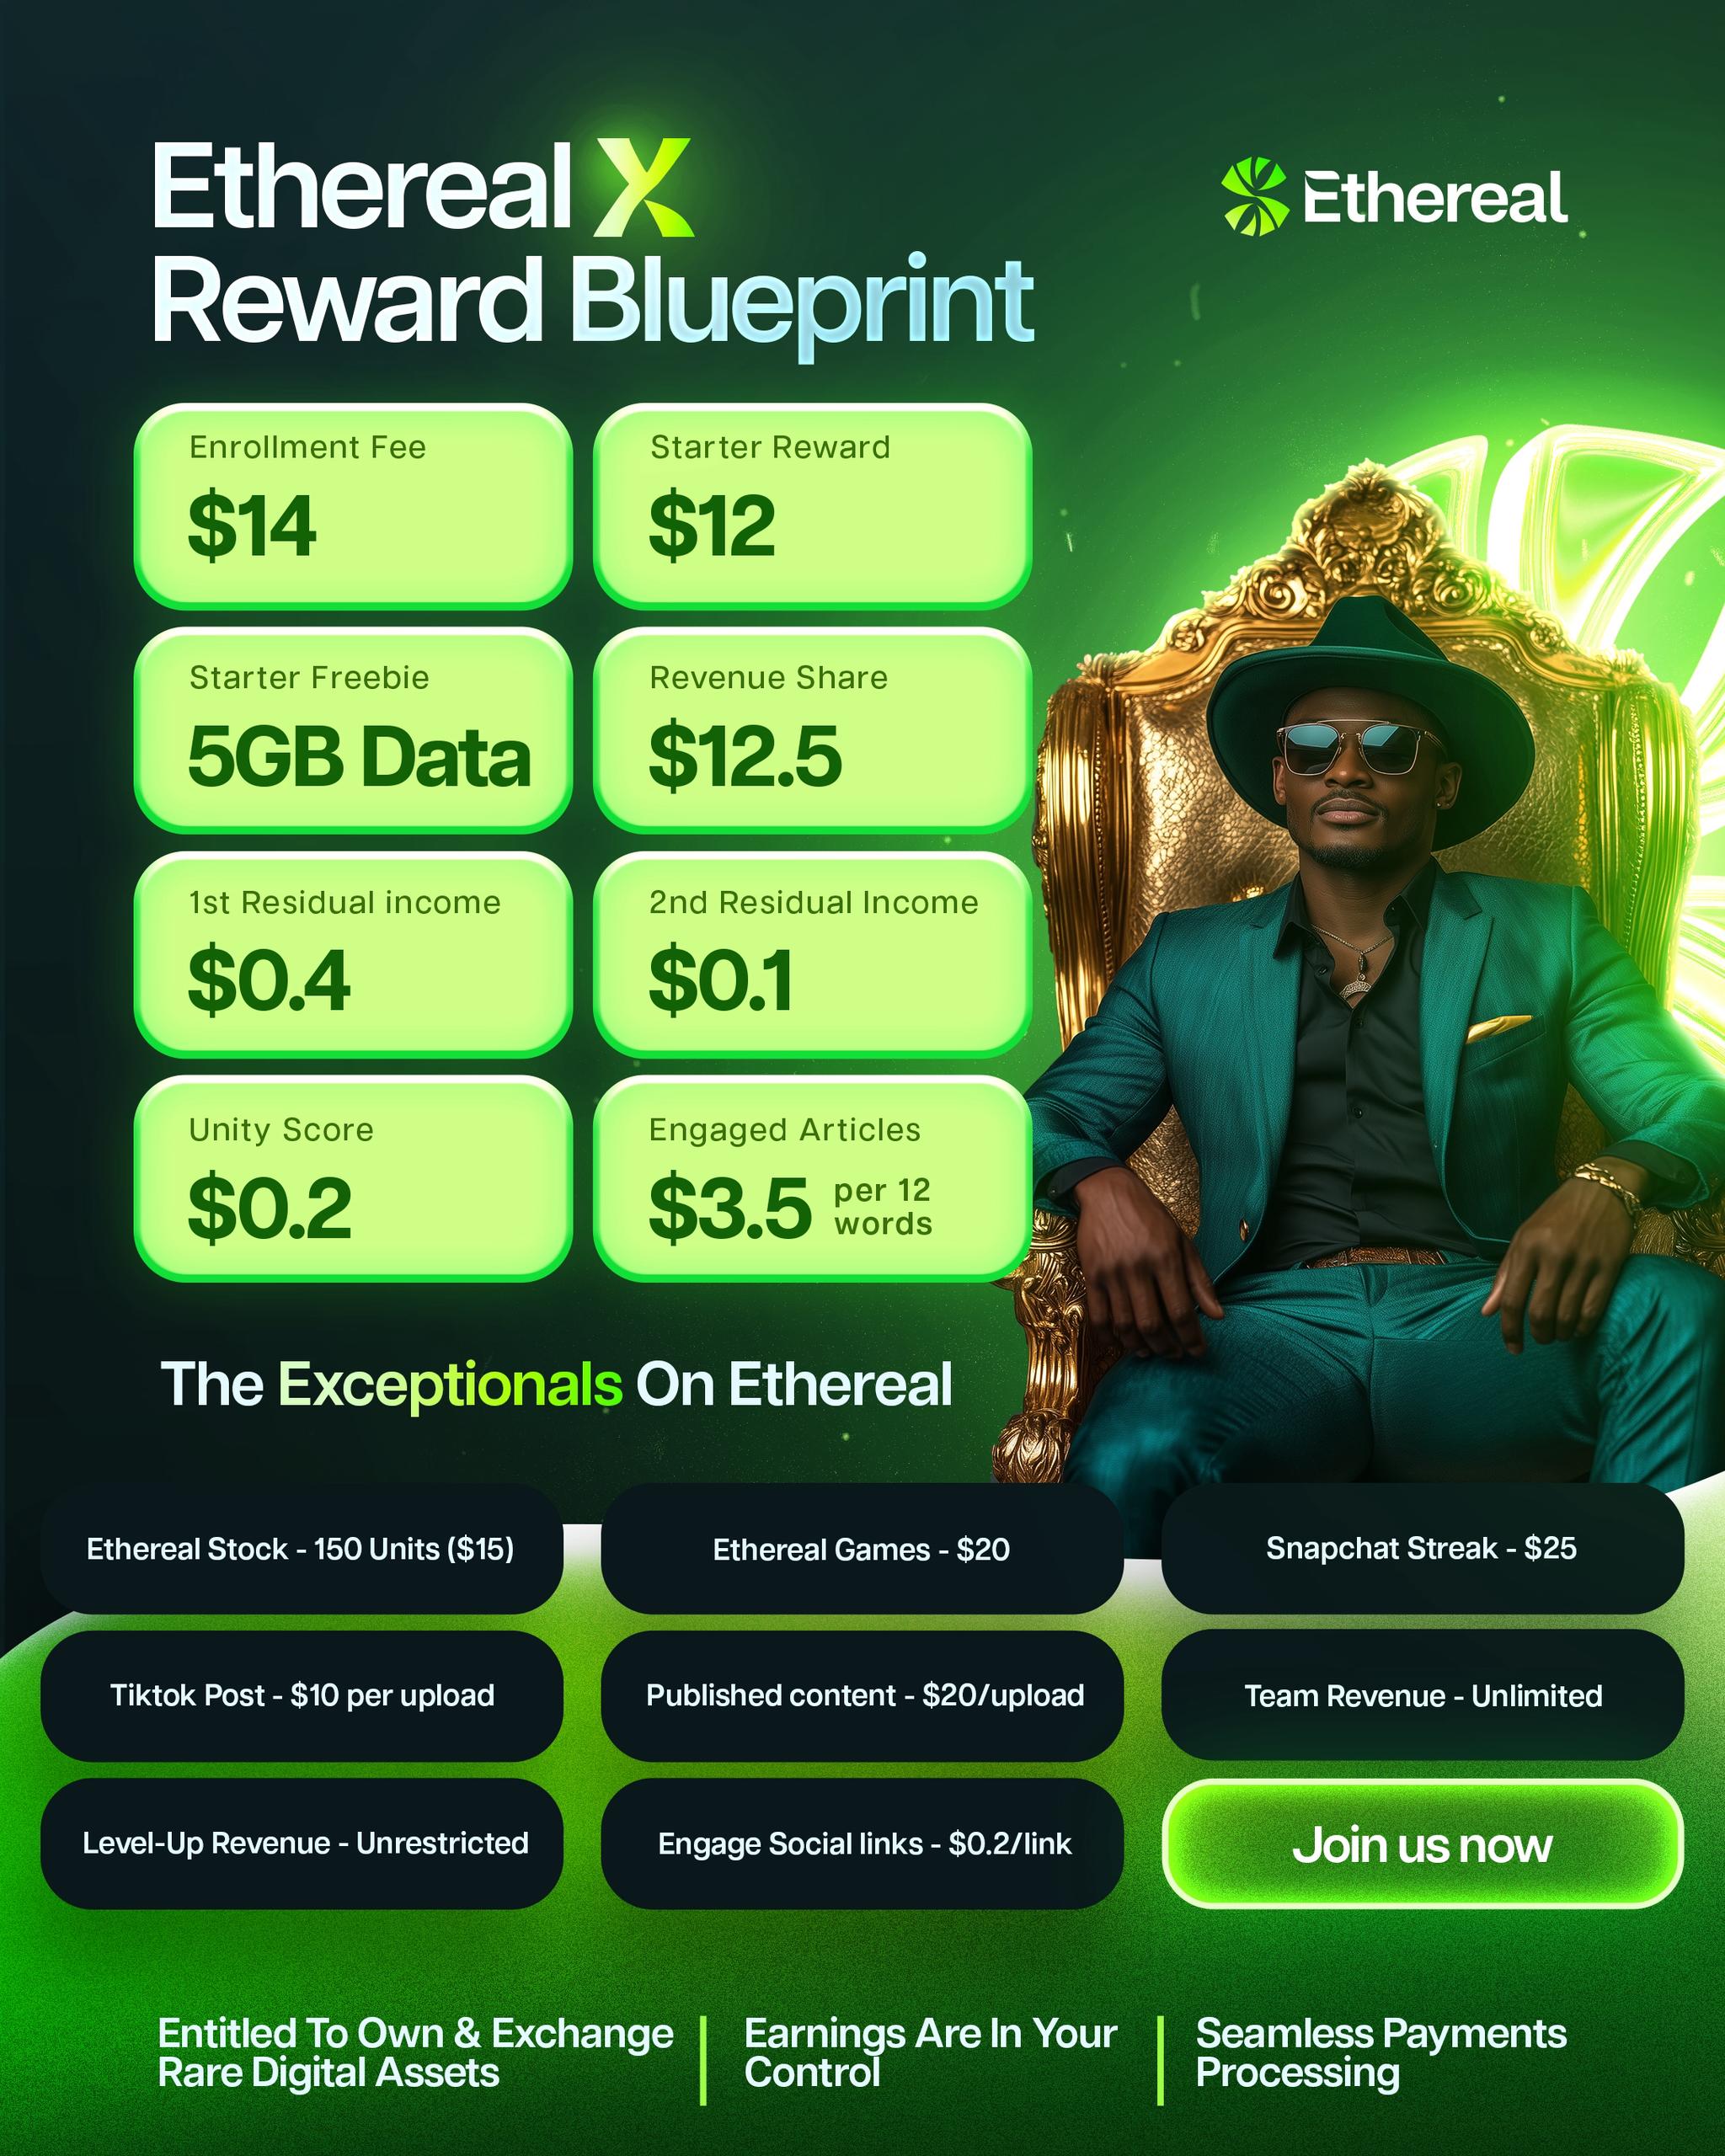 Ethereal X
Reward Blueprint
Ethereal
Enrollment Fee
$14
Starter Reward
$12
Starter Freebie
5GB Data
Revenue Share
$12.5
1st Residual income
$0.4
2nd Residual Income
$0.1
Unity Score
$0.2
Engaged Articles
$3.5 per 12
words
The Exceptionals On Ethereal
Ethereal Stock - 150 Units ($15)
Ethereal Games - $20
Snapchat Streak - $25
Tiktok Post - $10 per upload
Published content - $20/upload
Team Revenue - Unlimited
Level-Up Revenue - Unrestricted
Engage Social links - $0.2/link
Join us now
Entitled To Own & Exchange
Rare Digital Assets
Earnings Are In Your
Control
Seamless Payments
Processing